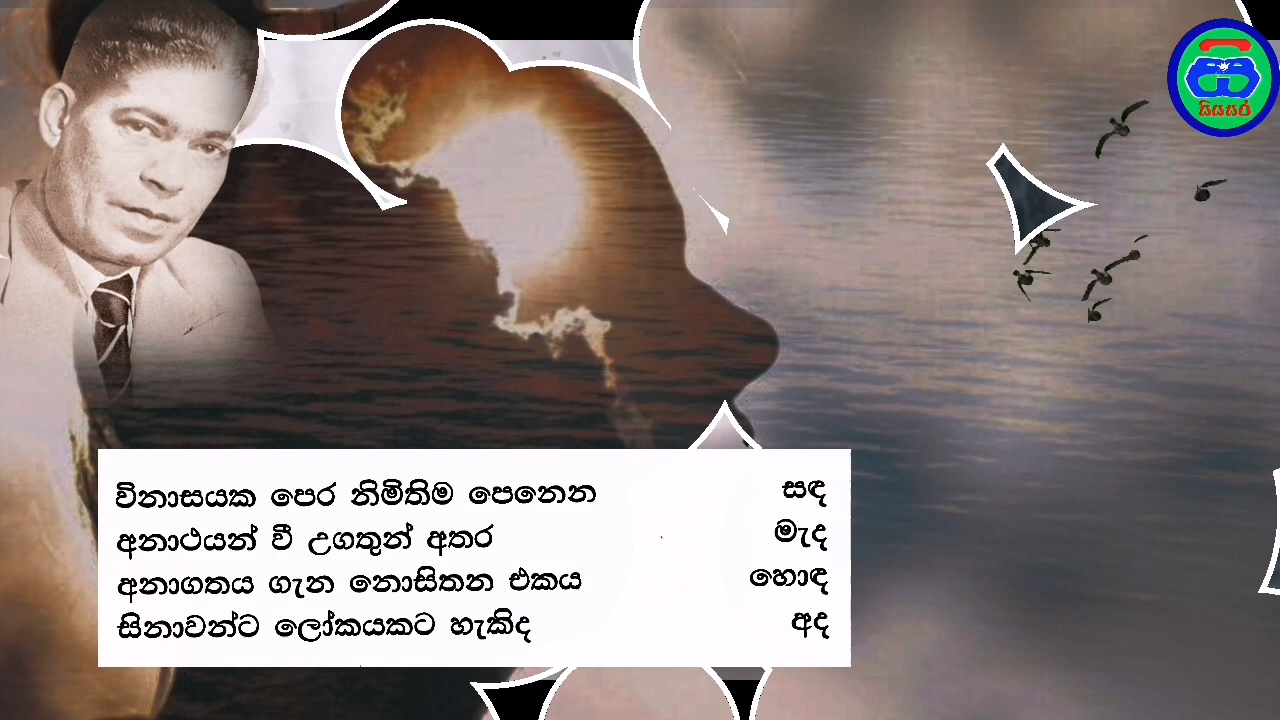 සියසර
විනාසයක පෙර නිමිතිම පෙනෙන සඳ
අනාථයන් වී උගතුන් අතර මැද
අනාගතය ගැන නොසිතන එකය හොඳ
සිනාවන්ට ලෝකයකට හැකිද අද